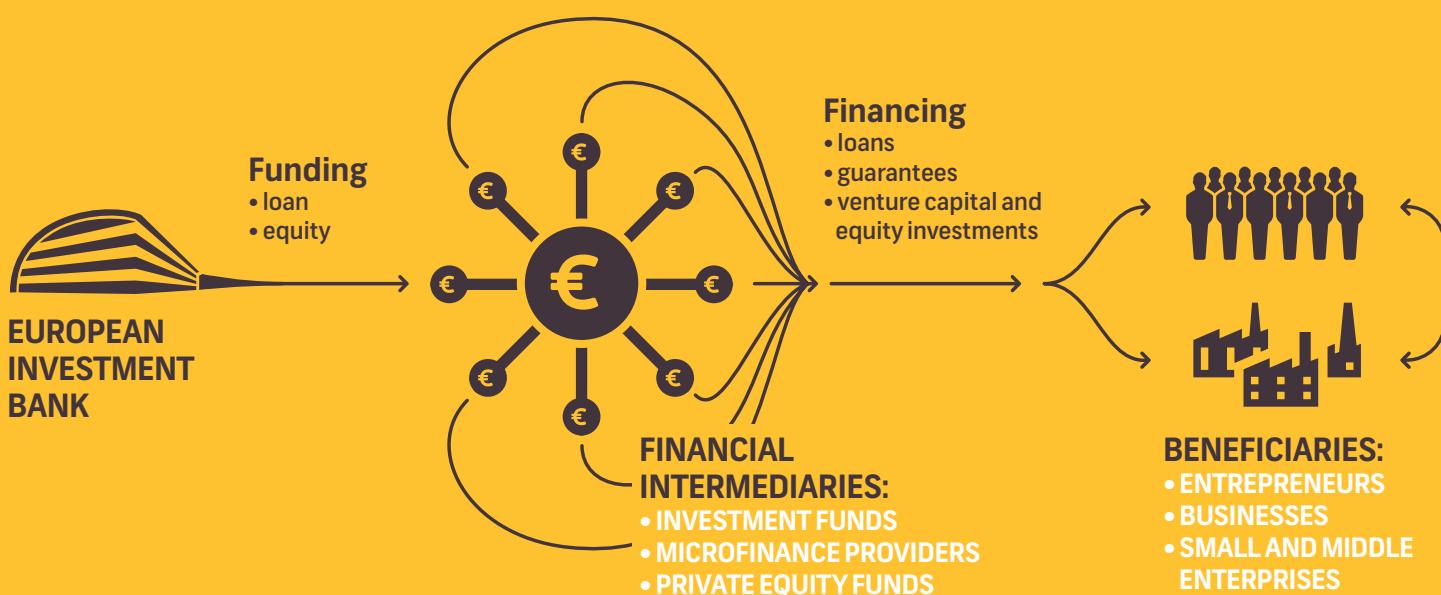 Funding
• loan
• equity
EUROPEAN
INVESTMENT
BANK
€
€
€
€
€
€
€
€
€
FINANCIAL
INTERMEDIARIES:
• INVESTMENT FUNDS
• MICROFINANCE PROVIDERS
• PRIVATE EQUITY FUNDS
Financing
• loans
• guarantees
• venture capital and
equity investments
BENEFICIARIES:
• ENTREPRENEURS
• BUSINESSES
• SMALL AND MIDDLE
ENTERPRISES